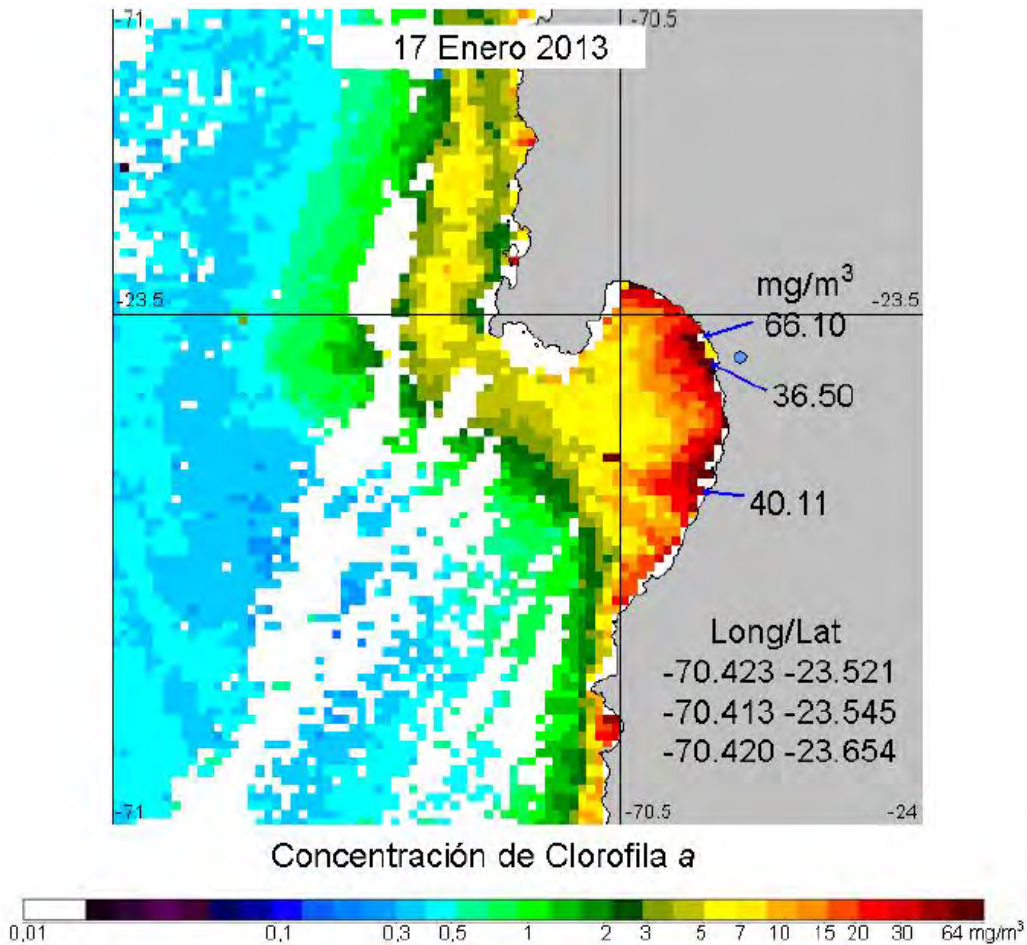 -71
-70.5
17 Enero 2013
-23.5
-23.5
mg/m³
66.10
36.50
40.11
Long/Lat
-70.423 -23.521
-70.413 -23.545
-70.420 -23.654
-71
-70.5
-24
Concentración de Clorofila a
0,01 0,1 0,3 0,5 1 2 3 5 7 10 15 20 30 64 mg/m³